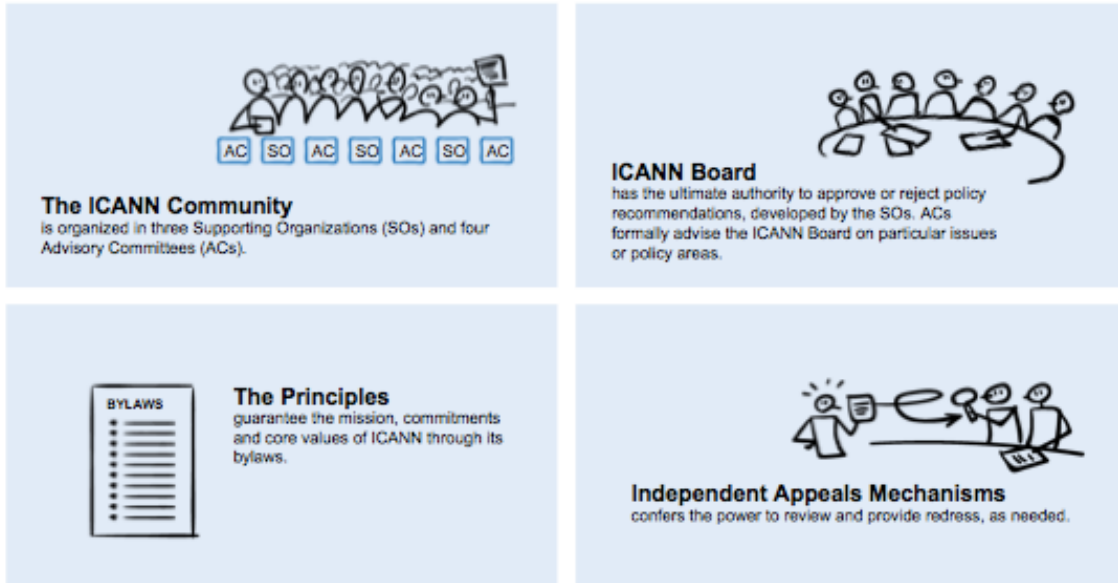 AC SO AC SO AC SO AC
The ICANN Community
is organized in three Supporting Organizations (SOs) and four
Advisory Committees (ACs).
ICANN Board
has the ultimate authority to approve or reject policy
recommendations, developed by the SOs. ACs
formally advise the ICANN Board on particular issues
or policy areas.
BYLAWS
The Principles
guarantee the mission, commitments
and core values of ICANN through its
bylaws.
Independent Appeals Mechanisms
confers the power to review and provide redress, as needed.